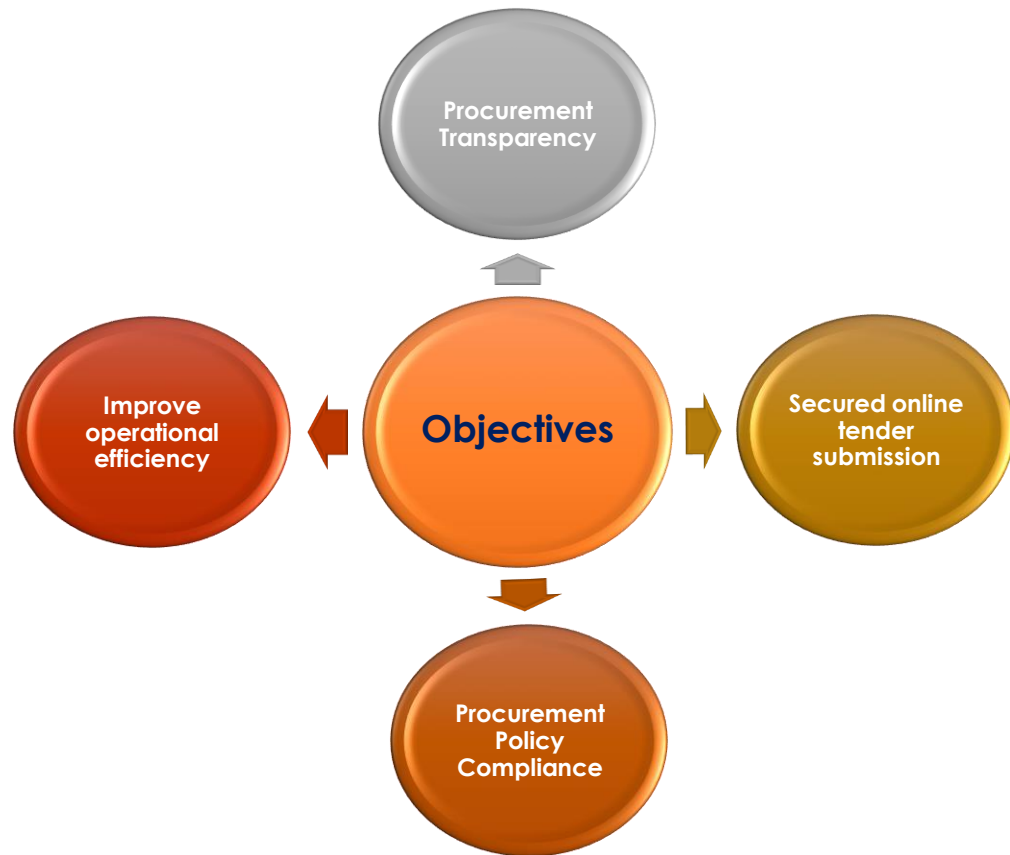 Procurement
Transparency
Improve
operational
efficiency
Objectives
Secured online
tender
submission
Procurement
Policy
Compliance